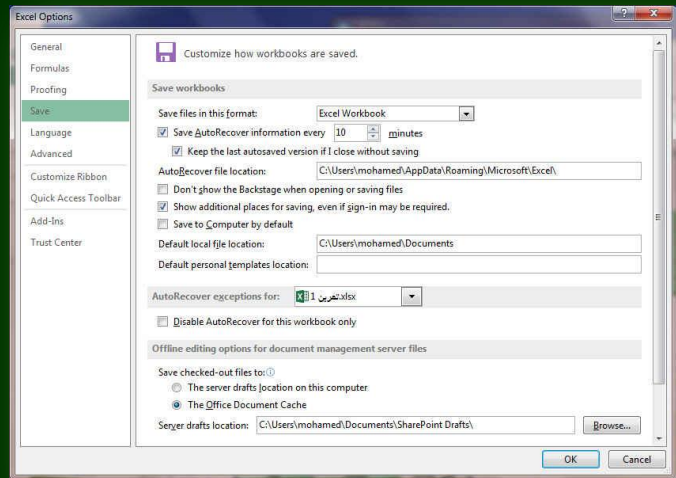 Excel Options
General
Formulas
Proofing
Save
Language
Advanced
Customize Ribbon
Quick Access Toolbar
Add-Ins
Trust Center
Customize how workbooks are saved.
Save workbooks
Save files in this format: Excel Workbook
Save AutoRecover information every 10 minutes
Keep the last autosaved version if I close without saving
AutoRecover file location: C:\Users\mohamed\AppData\Roaming\Microsoft\Excel\
Don't show the Backstage when opening or saving files
Show additional places for saving, even if sign-in may be required.
Save to Computer by default
Default local file location: C:\Users\mohamed\Documents
Default personal templates location:
AutoRecover exceptions for: تمرين 1.xlsx
Disable AutoRecover for this workbook only
Offline editing options for document management server files
Save checked-out files to:
The server drafts location on this computer
The Office Document Cache
Server drafts location: C:\Users\mohamed\Documents\SharePoint Drafts\ Browse...
OK Cancel